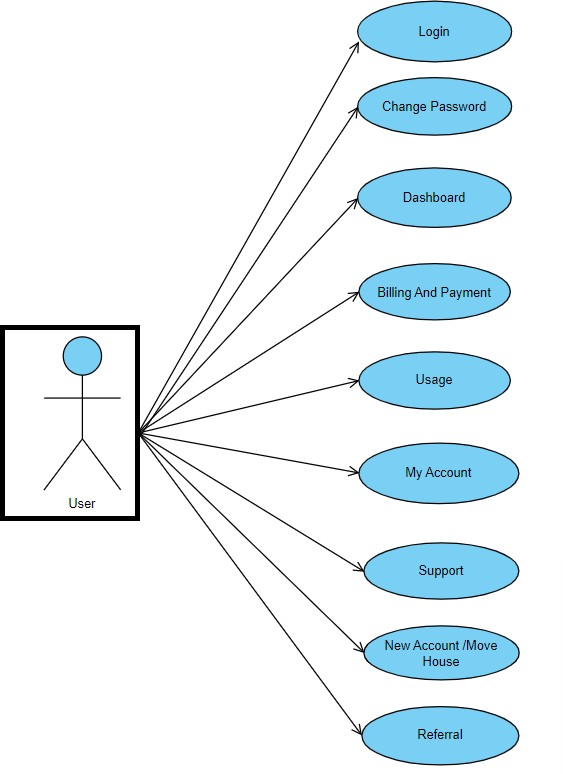 Login
Change Password
Dashboard
Billing And Payment
Usage
My Account
User
Support
New Account /Move
House
Referral